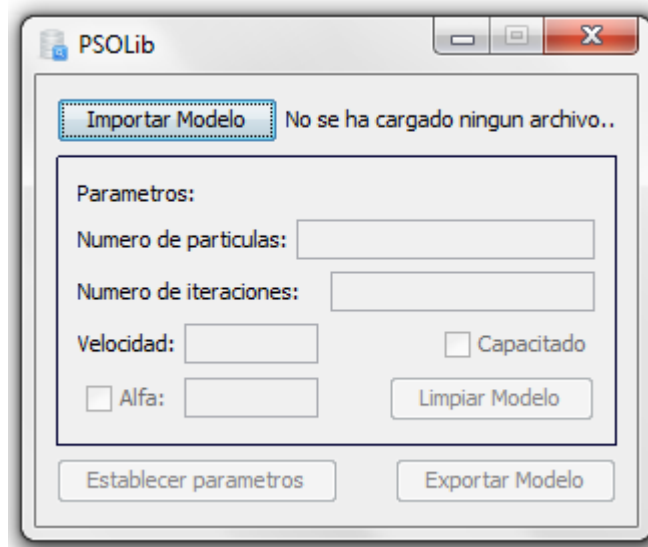 PSOLib
Importar Modelo No se ha cargado ningun archivo..
Parametros:
Numero de particulas:
Numero de iteraciones:
Velocidad: Capacitado
Alfa: Limpiar Modelo
Establecer parametros Exportar Modelo